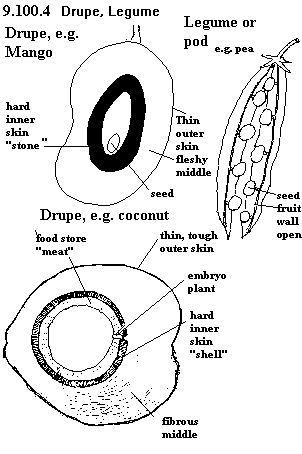 9.100.4 Drupe, Legume
Drupe, e.g.
Mango
Legume or
pod
e.g. pea
hard
inner
skin
"stone"
Thin
outer
skin
fleshy
middle
seed
seed
fruit
wall
open
Drupe, e.g. coconut
food store
"meat"
thin, tough
outer skin
embryo
plant
hard
inner
skin
"shell"
fibrous
middle